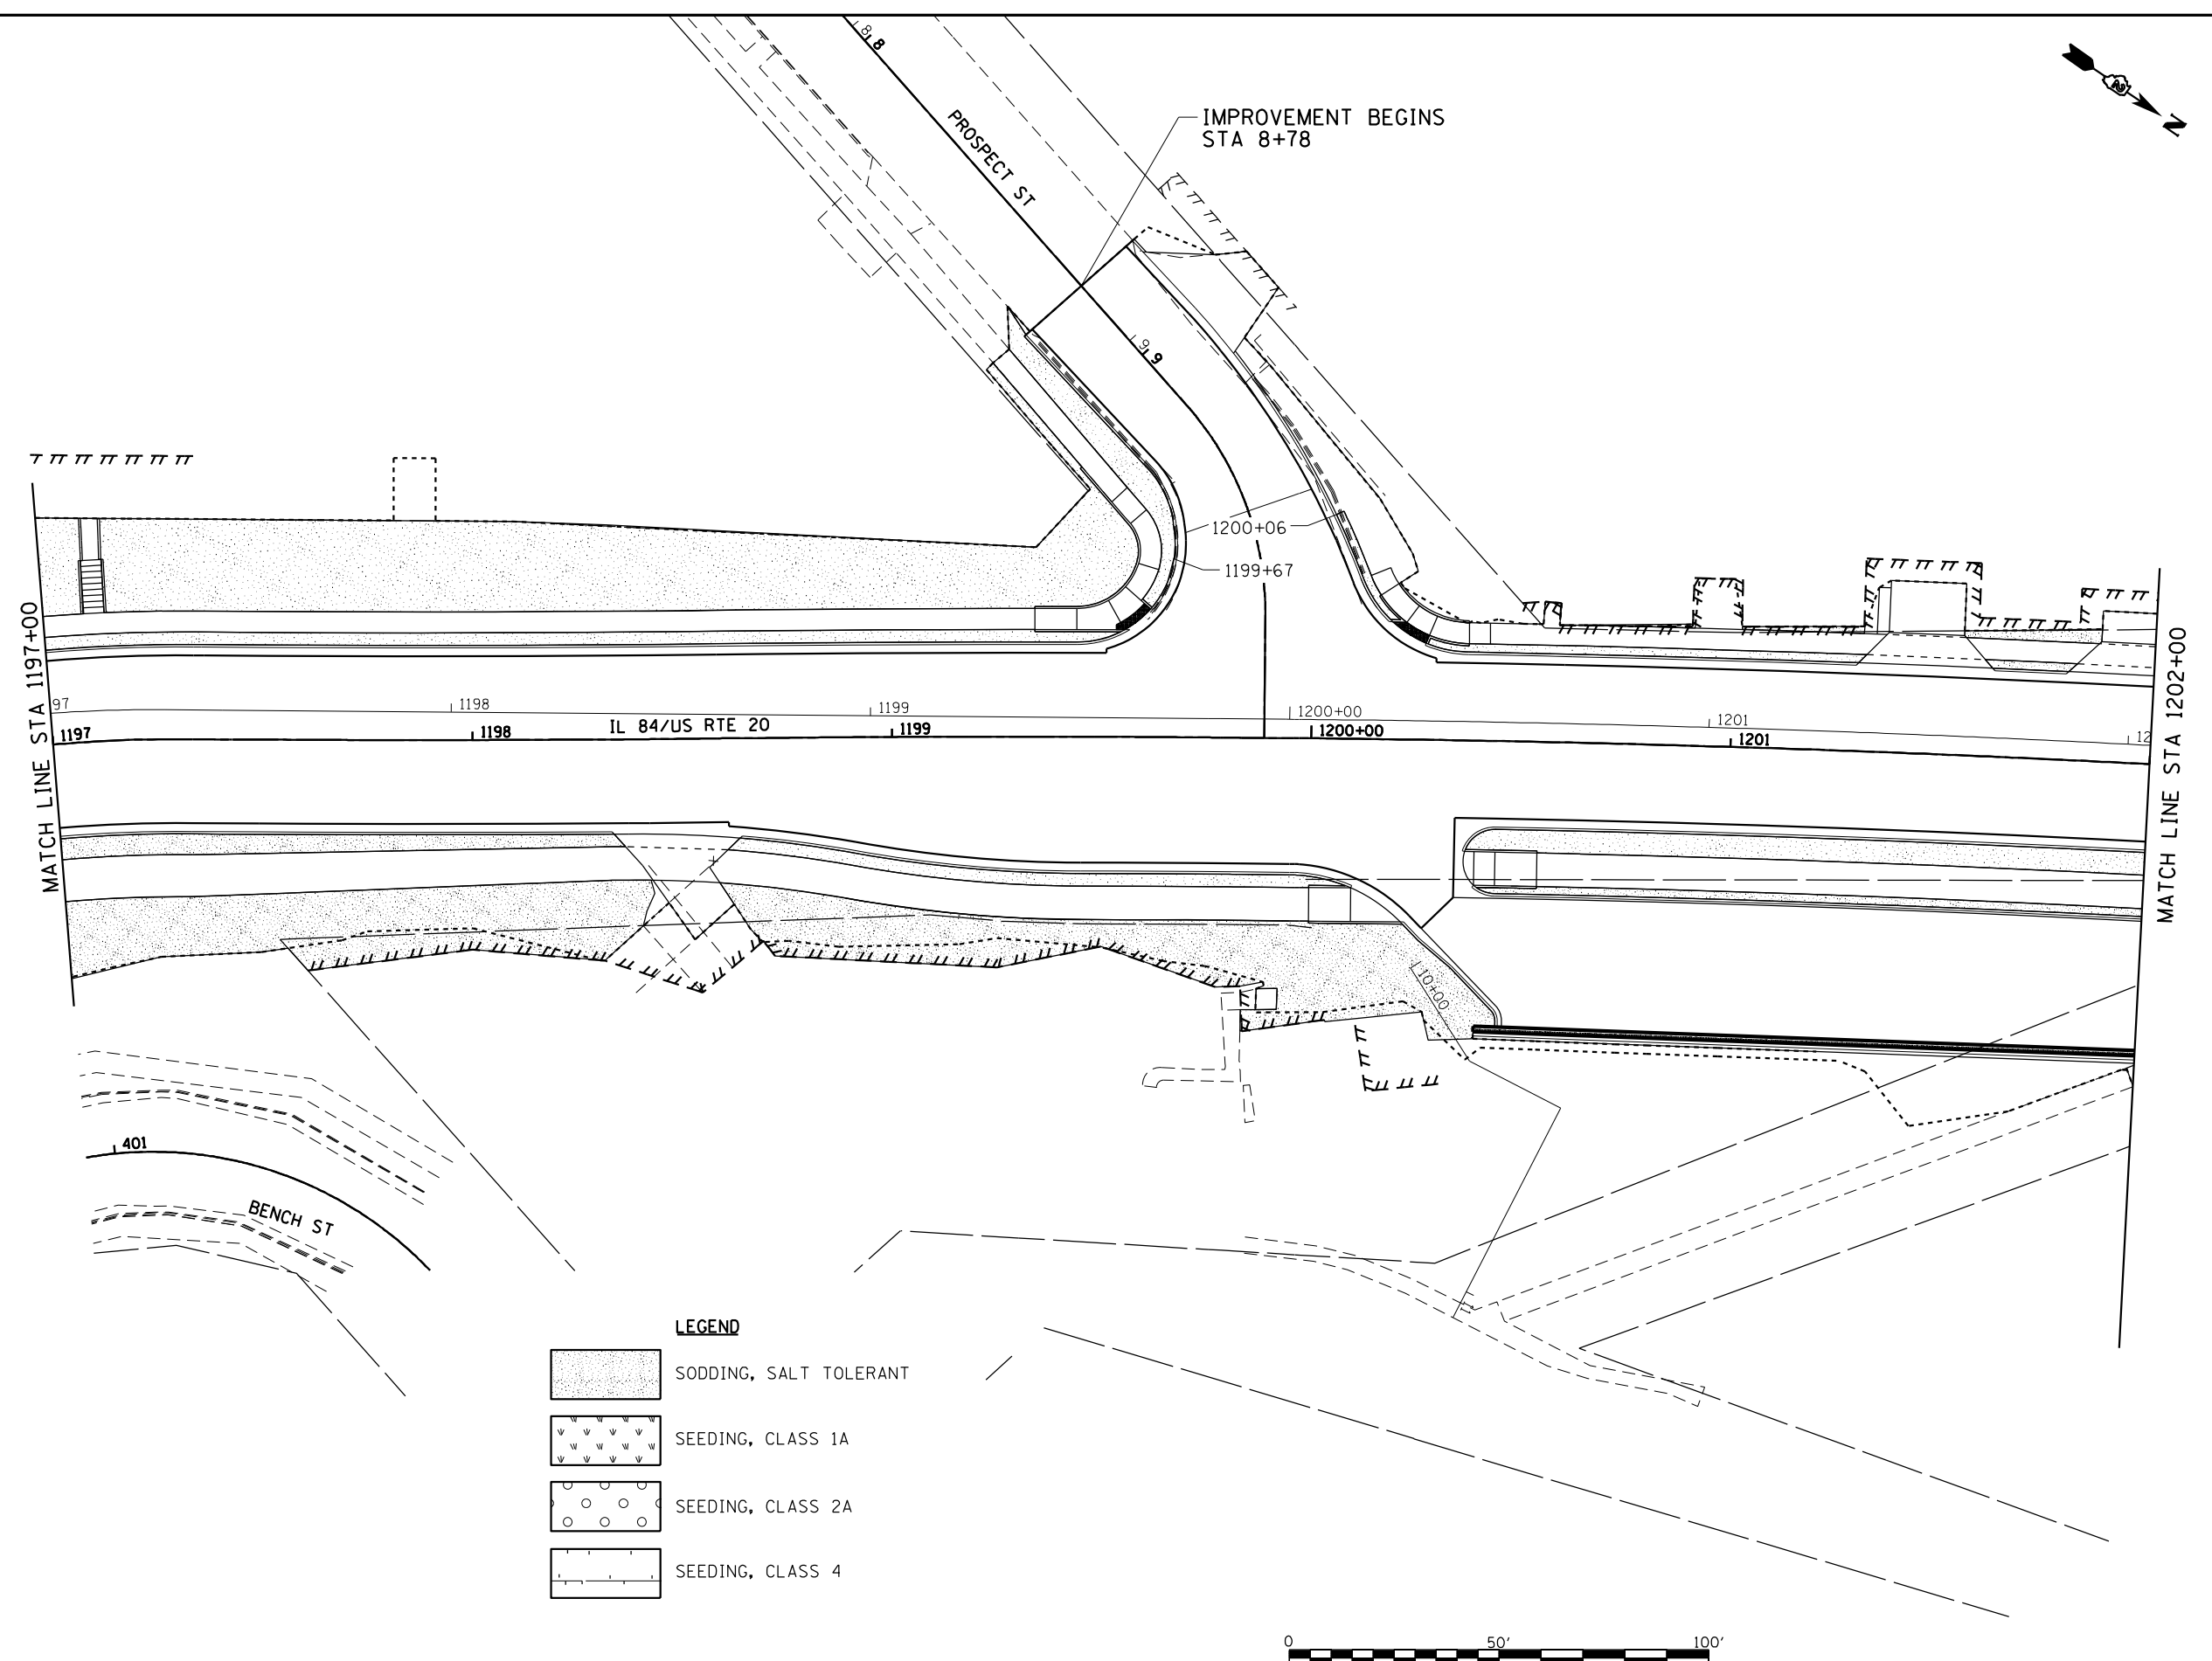 8
8
N
IMPROVEMENT BEGINS
STA 8+78
PROSPECT ST
9
9
1200+06
1199+67
MATCH LINE STA 1197+00
MATCH LINE STA 1202+00
97
1198
1199
1200+00
1201
12
1197
1198
IL 84/US RTE 20
1199
1200+00
1201
10+00
401
BENCH ST
LEGEND
SODDING, SALT TOLERANT
SEEDING, CLASS 1A
SEEDING, CLASS 2A
SEEDING, CLASS 4
0 50' 100'